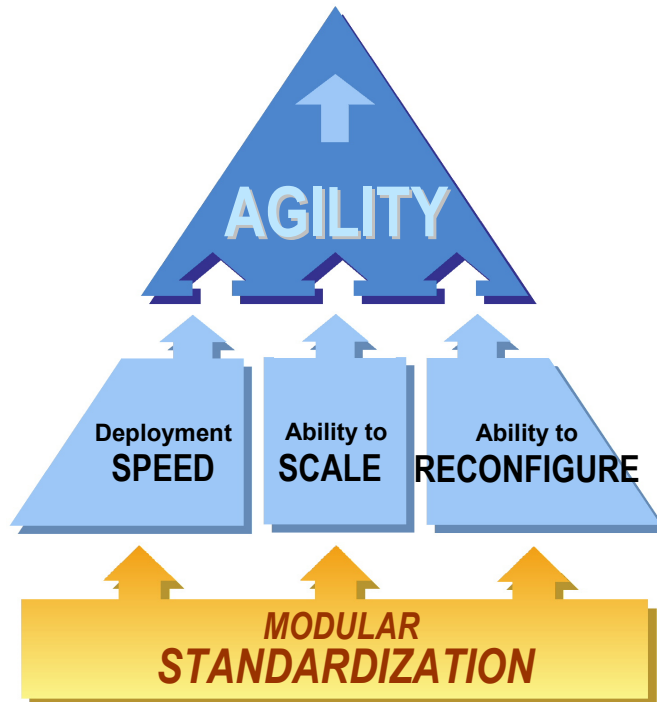 AGILITY
Deployment
SPEED
Ability to
SCALE
Ability to
RECONFIGURE
MODULAR
STANDARDIZATION